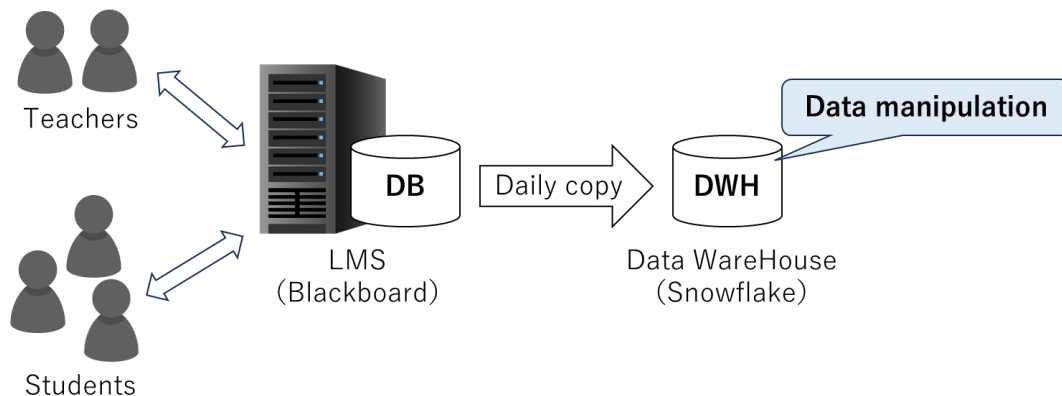 Teachers
Students
DB
LMS
(Blackboard)
Daily copy
DWH
Data WareHouse
(Snowflake)
Data manipulation